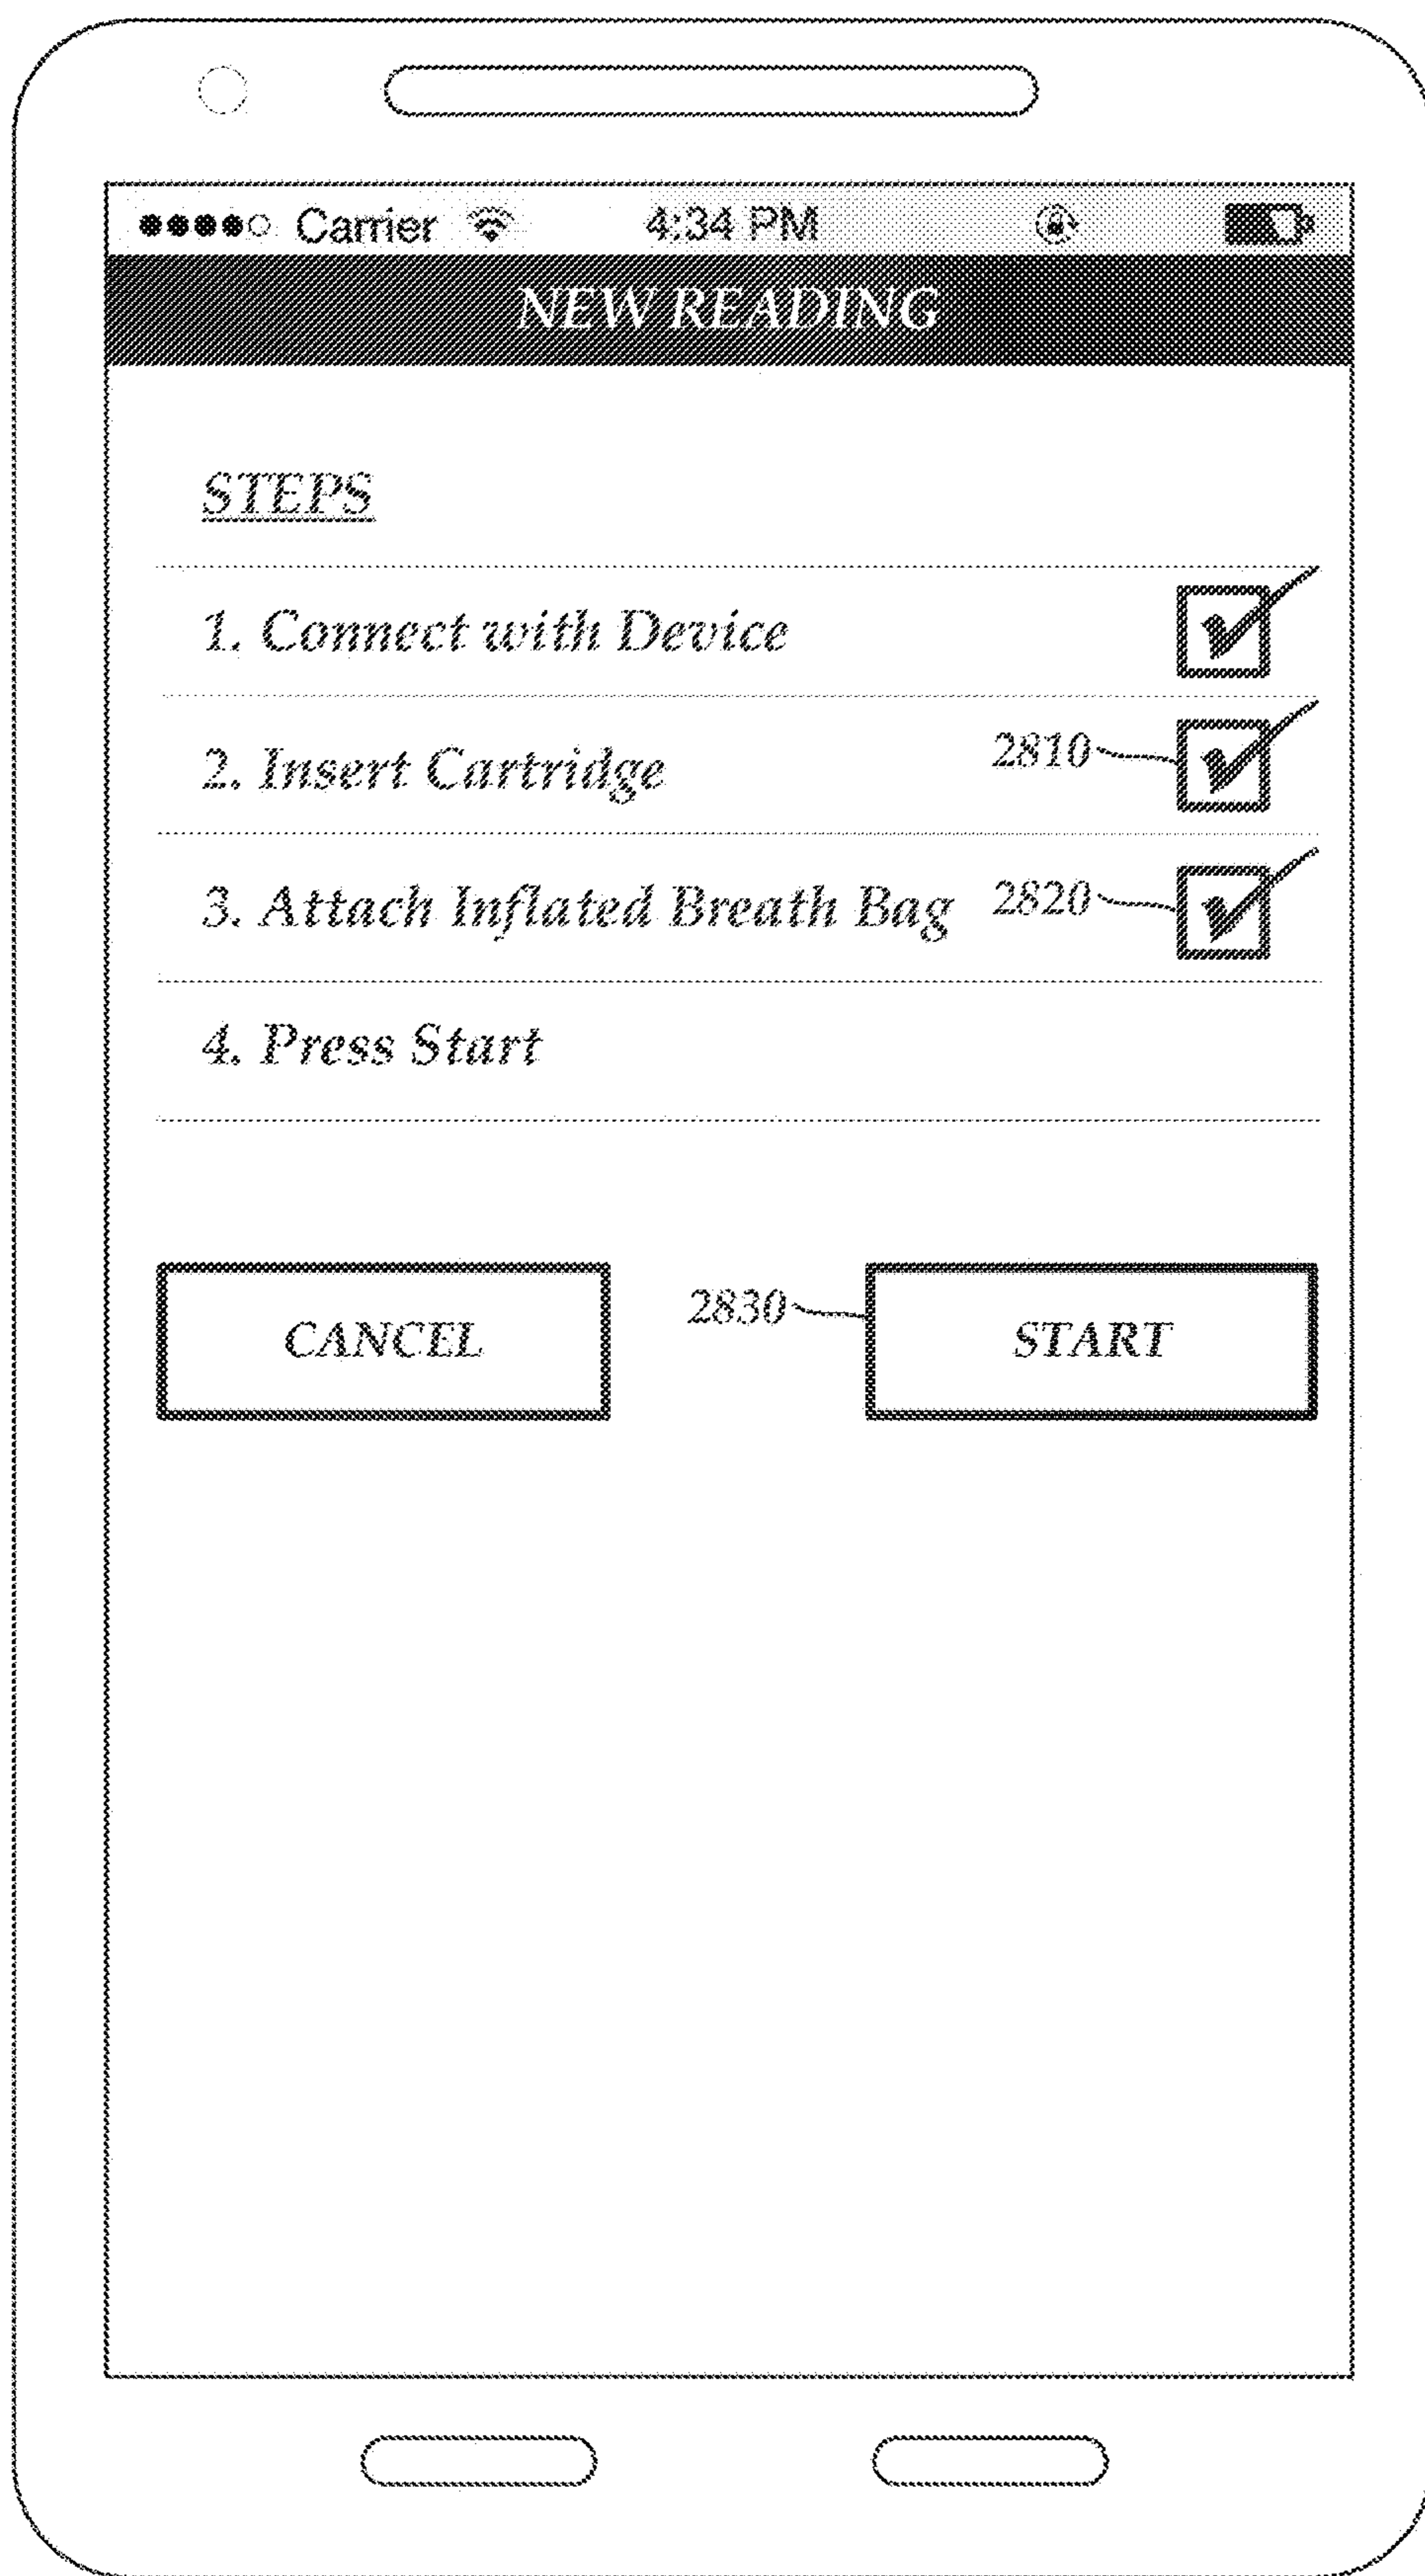 Carrier 4:34 PM
NEW READING
STEPS
1. Connect with Device
2. Insert Cartridge 2810
3. Attach Inflated Breath Bag 2820
4. Press Start
CANCEL 2830 START